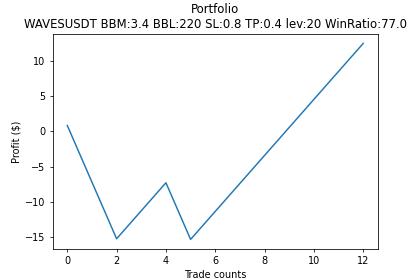 Portfolio
WAVESUSDT BBM:3.4 BBL:220 SL:0.8 TP:0.4 lev:20 WinRatio:77.0
10
5
0
−5
−10
−15
Profit ($)
0 2 4 6 8 10 12
Trade counts